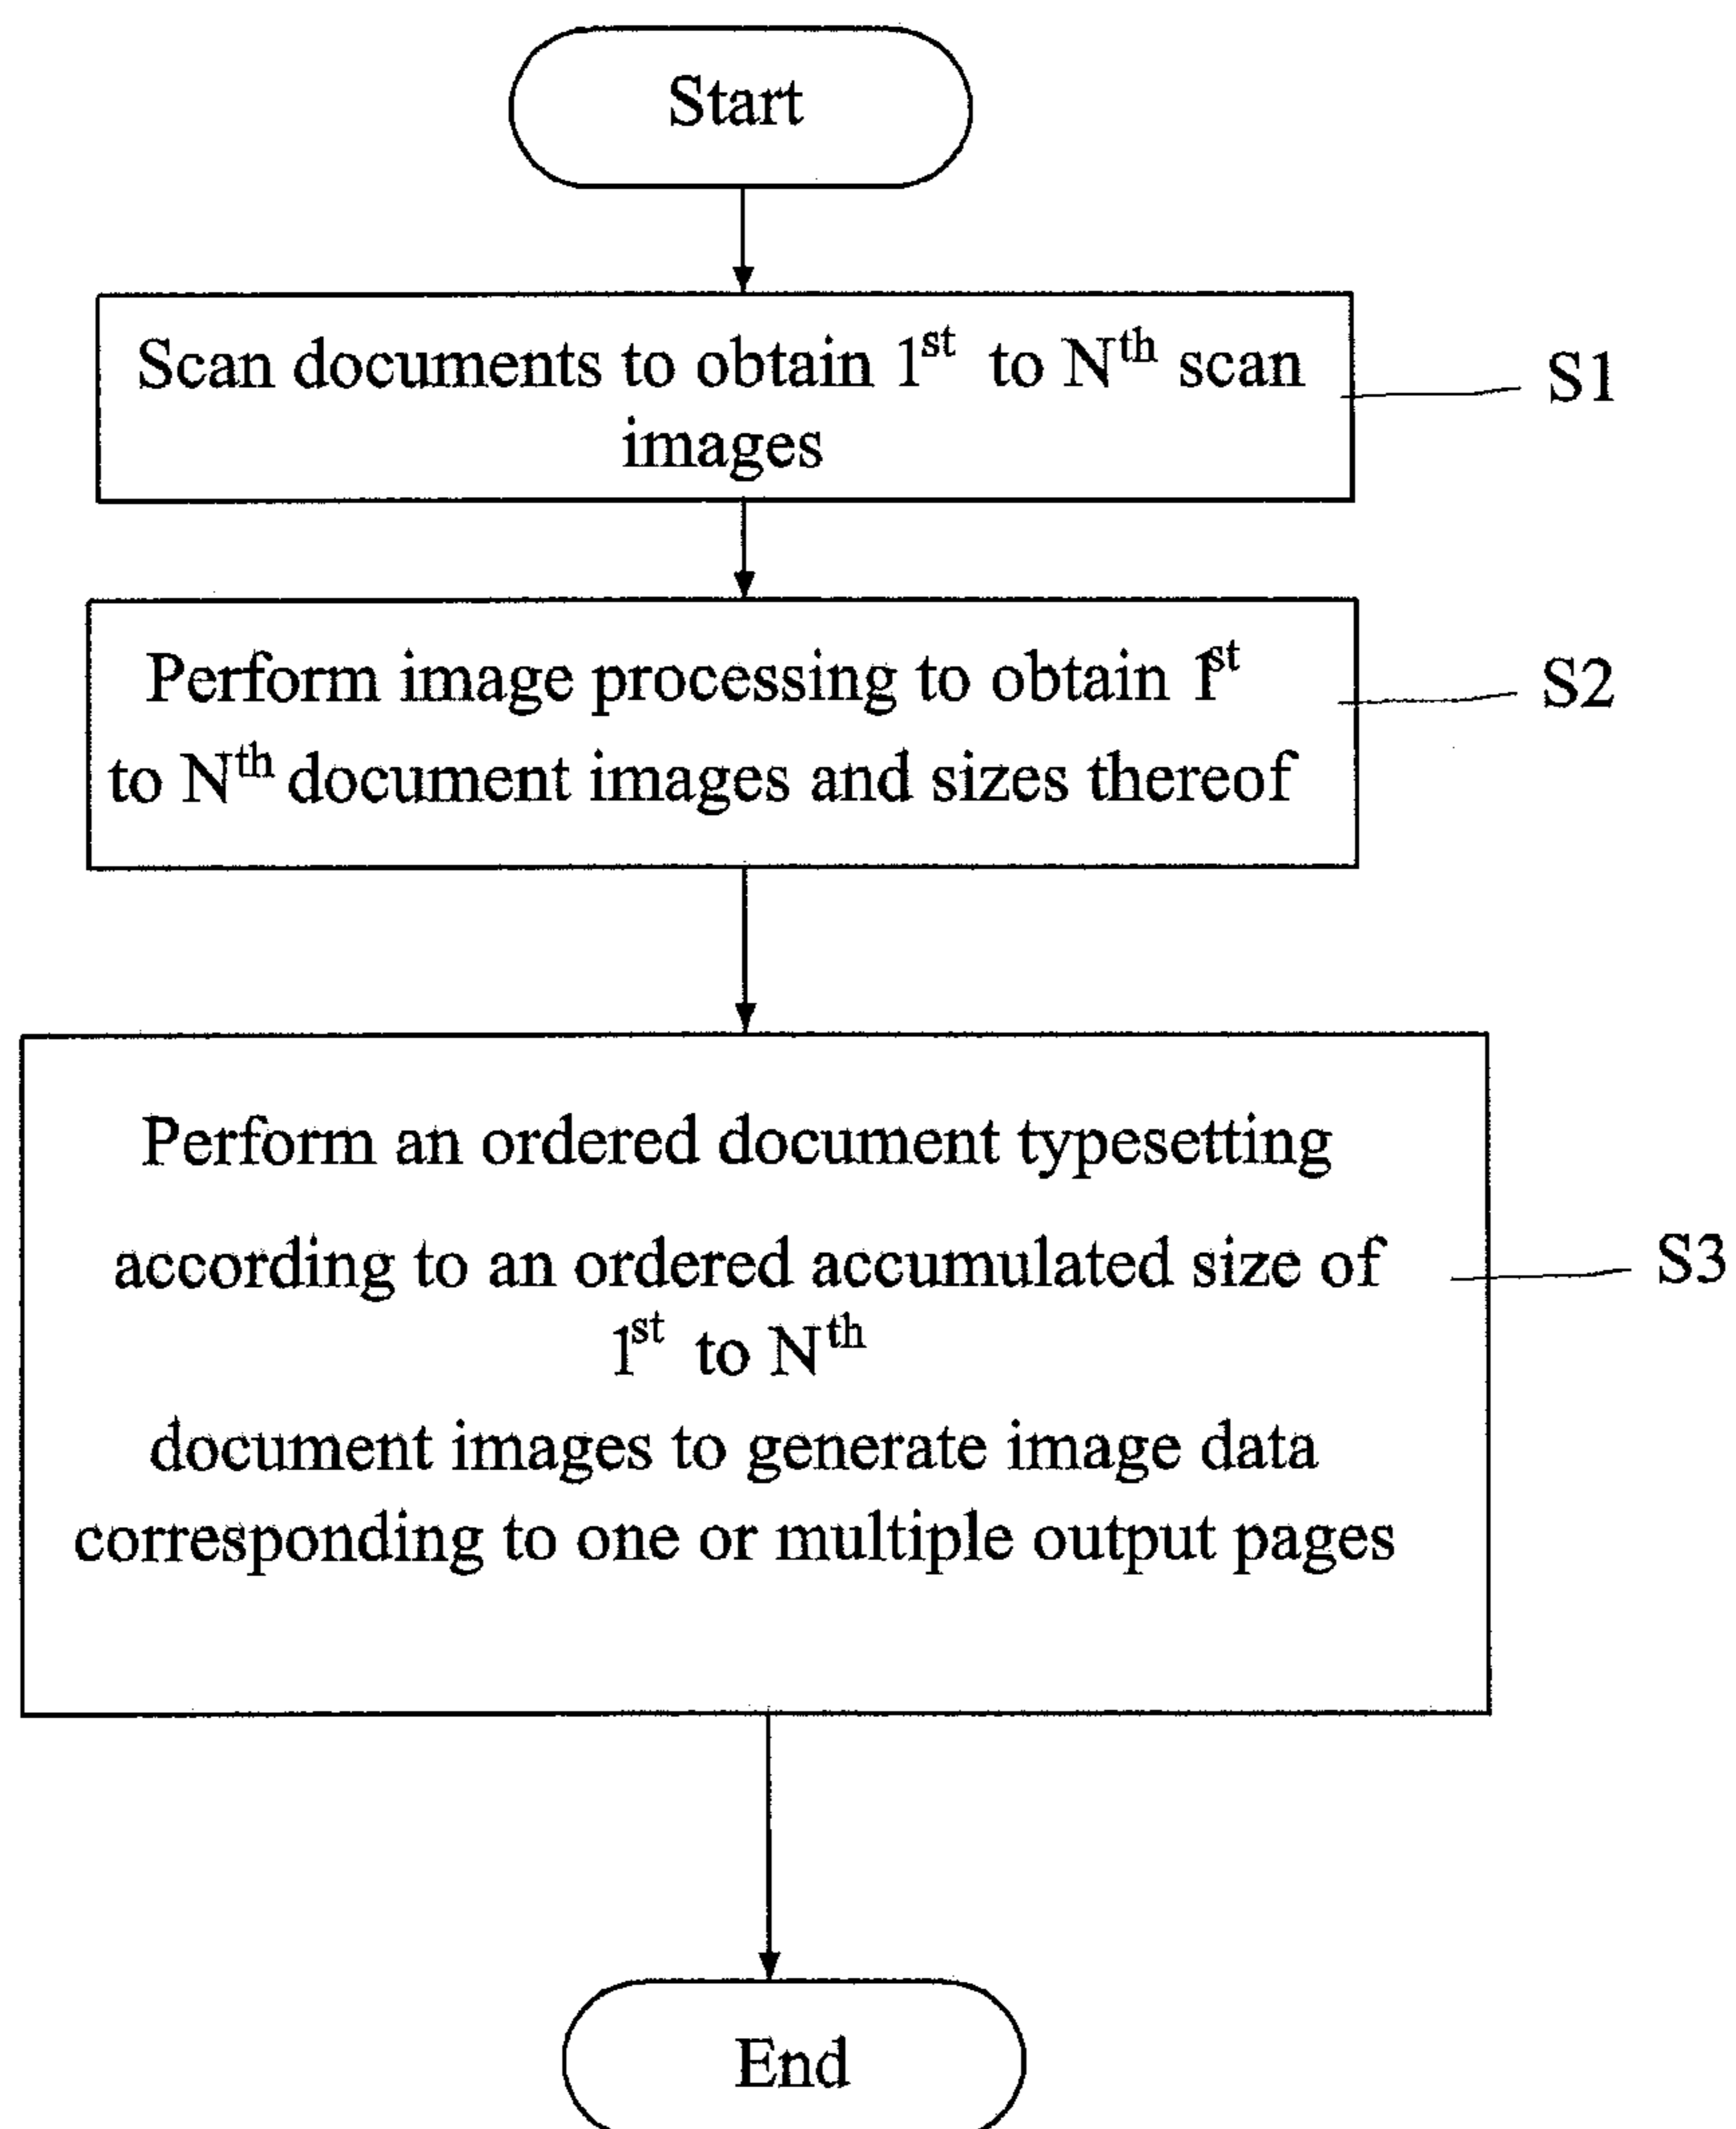 Start
Scan documents to obtain 1st to Nth scan
images
S1
Perform image processing to obtain 1st
to Nth document images and sizes thereof
S2
Perform an ordered document typesetting
according to an ordered accumulated size of
1st to Nth
document images to generate image data
corresponding to one or multiple output pages
S3
End